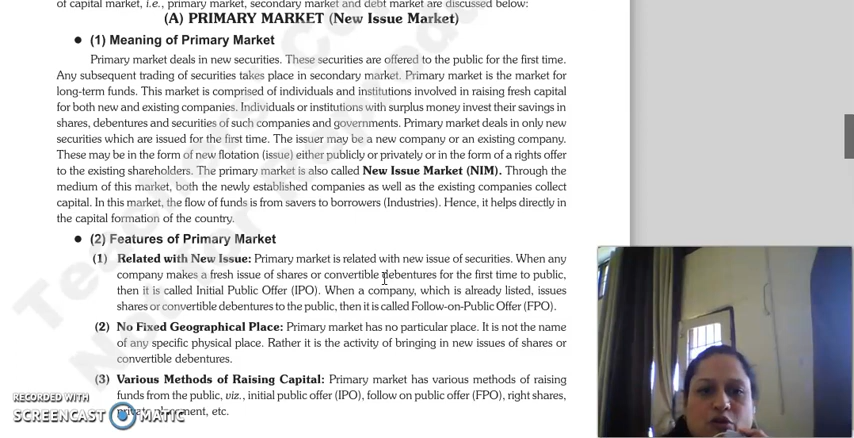 of capital market, i.e., primary market, secondary market and debt market are discussed below:
(A) PRIMARY MARKET (New Issue Market)
● (1) Meaning of Primary Market
Primary market deals in new securities. These securities are offered to the public for the first time.
Any subsequent trading of securities takes place in secondary market. Primary market is the market for
long-term funds. This market is comprised of individuals and institutions involved in raising fresh capital
for both new and existing companies. Individuals or institutions with surplus money invest their savings in
shares, debentures and securities of such companies and governments. Primary market deals in only new
securities which are issued for the first time. The issuer may be a new company or an existing company.
These may be in the form of new flotation (issue) either publicly or privately or in the form of a rights offer
to the existing shareholders. The primary market is also called New Issue Market (NIM). Through the
medium of this market, both the newly established companies as well as the existing companies collect
capital. In this market, the flow of funds is from savers to borrowers (Industries). Hence, it helps directly in
the capital formation of the country.
● (2) Features of Primary Market
(1) Related with New Issue: Primary market is related with new issue of securities. When any
company makes a fresh issue of shares or convertible debentures for the first time to public,
then it is called Initial Public Offer (IPO). When a company, which is already listed, issues
shares or convertible debentures to the public, then it is called Follow-on-Public Offer (FPO).
(2) No Fixed Geographical Place: Primary market has no particular place. It is not the name
of any specific physical place. Rather it is the activity of bringing in new issues of shares or
convertible debentures.
(3) Various Methods of Raising Capital: Primary market has various methods of raising
funds from the public, viz., initial public offer (IPO), follow on public offer (FPO), right shares,
private placement, etc.
RECORDED WITH
SCREENCAST MATIC